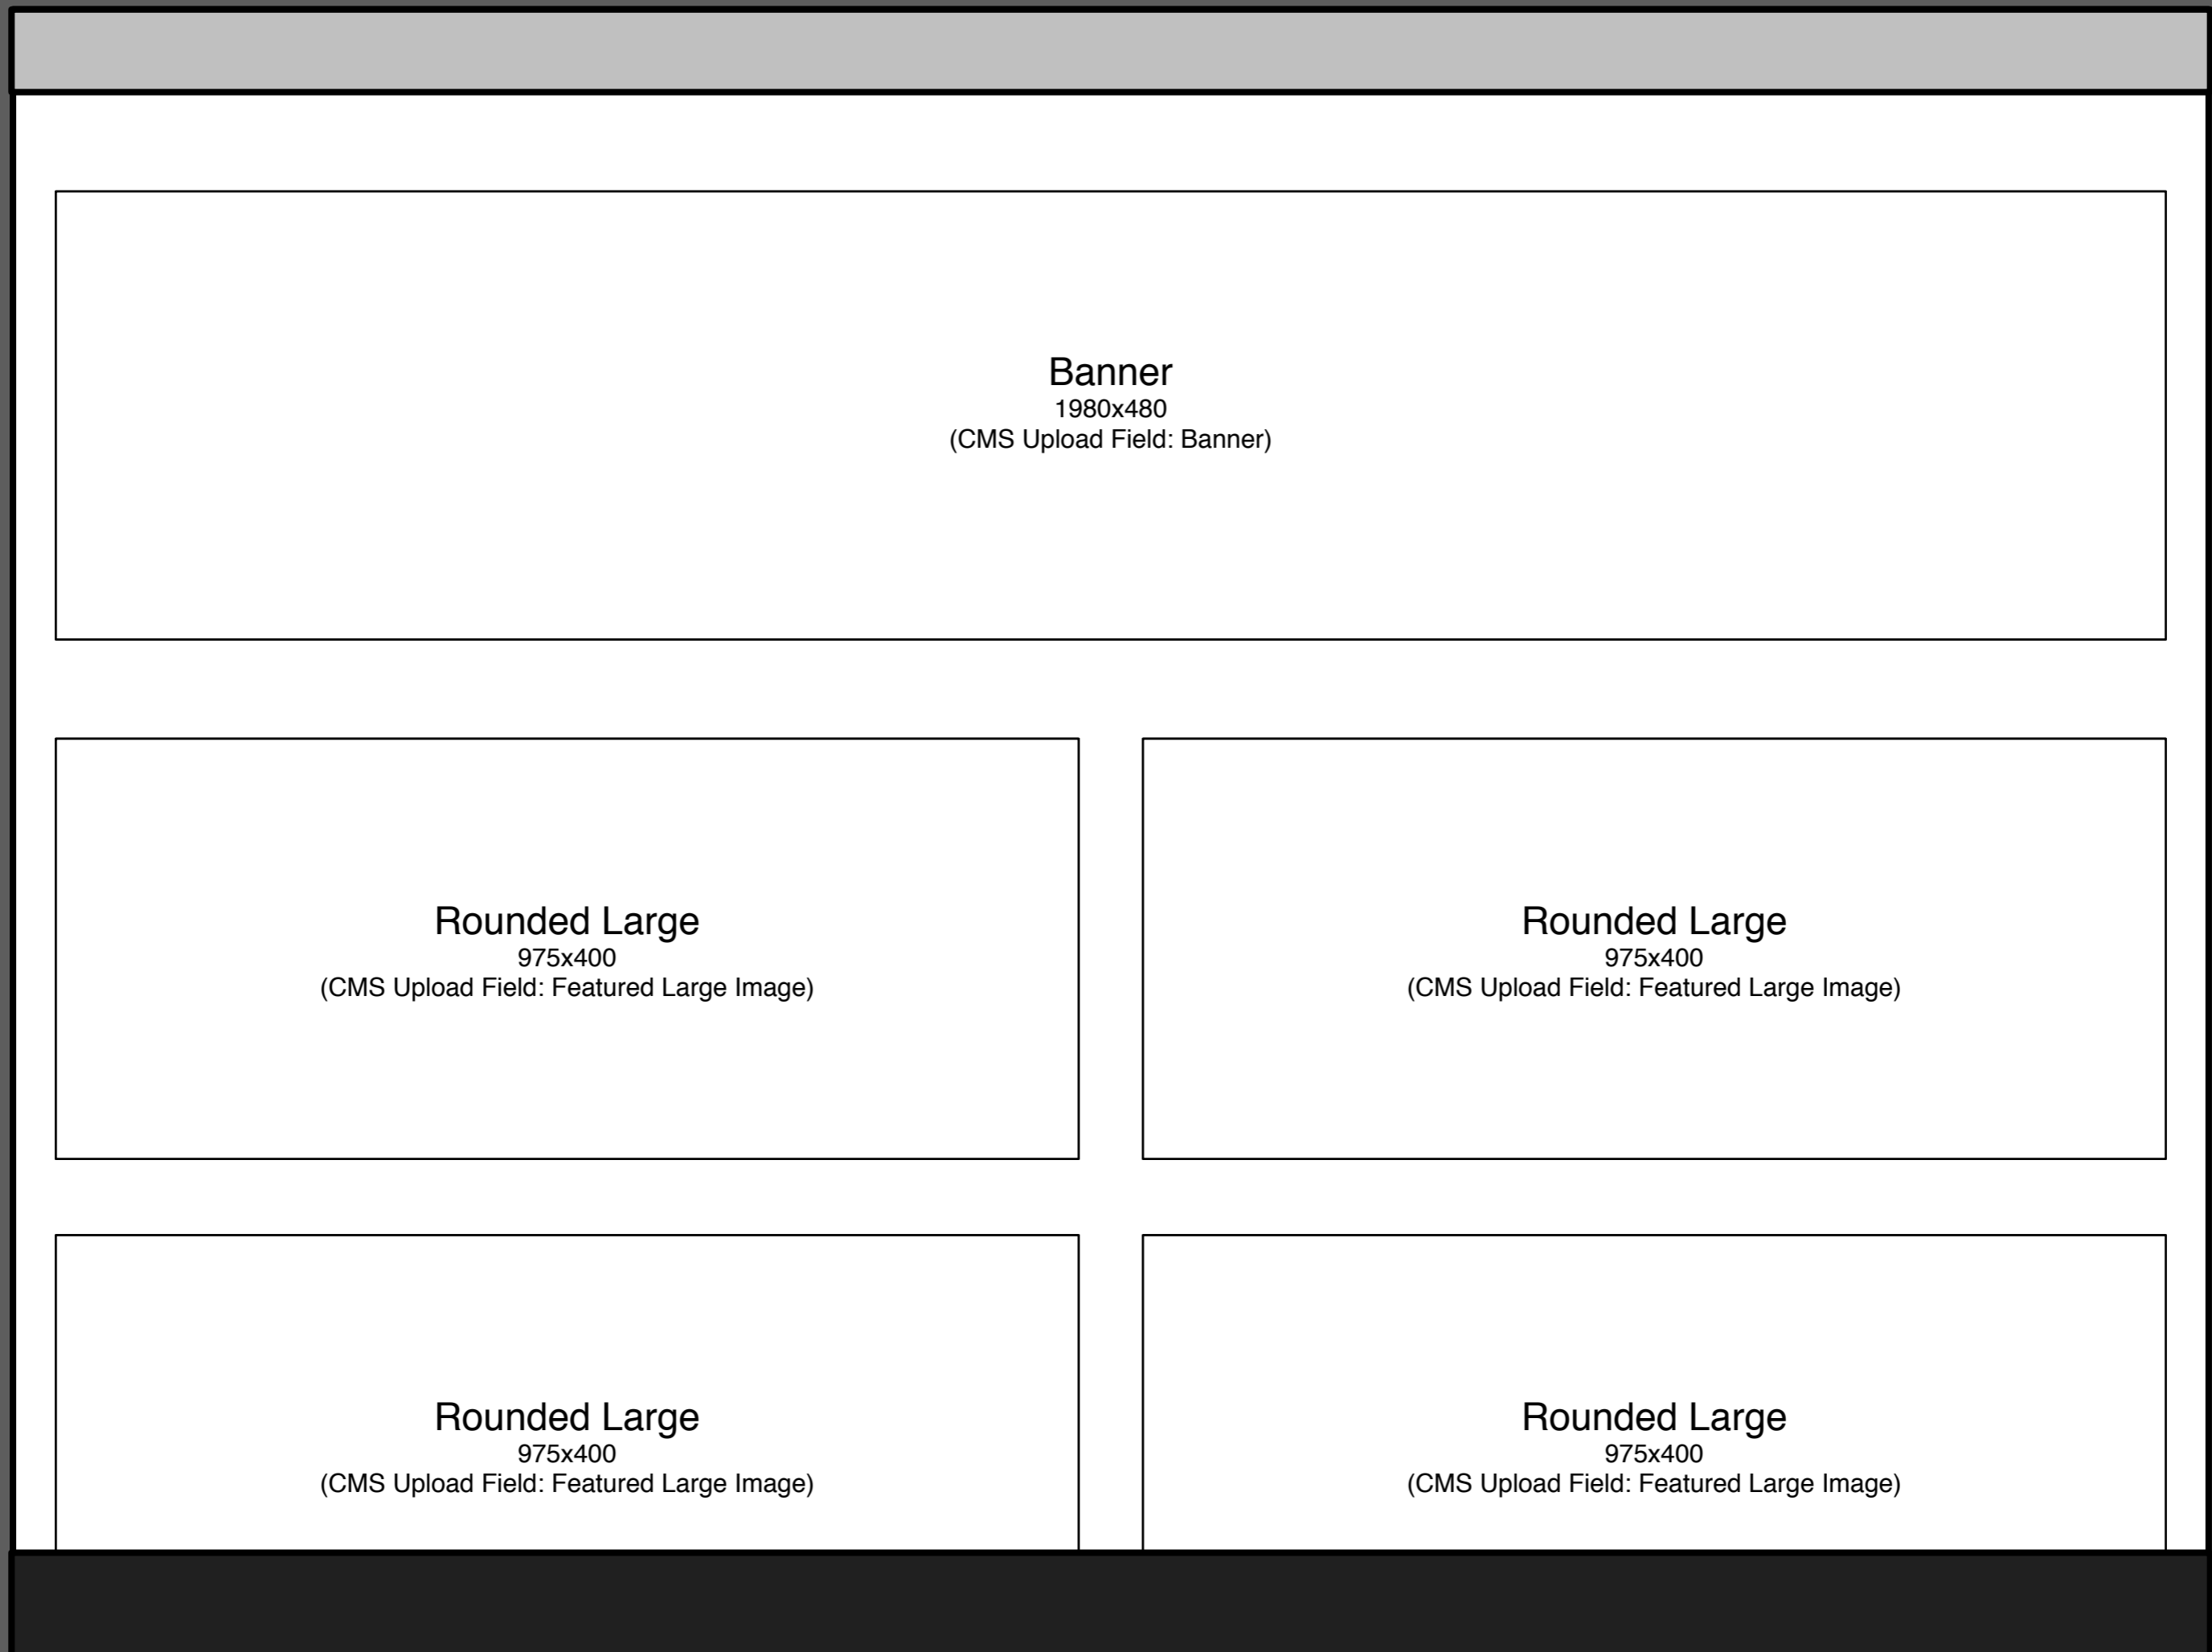 Banner
1980x480
(CMS Upload Field: Banner)
Rounded Large
975x400
(CMS Upload Field: Featured Large Image)
Rounded Large
975x400
(CMS Upload Field: Featured Large Image)
Rounded Large
975x400
(CMS Upload Field: Featured Large Image)
Rounded Large
975x400
(CMS Upload Field: Featured Large Image)